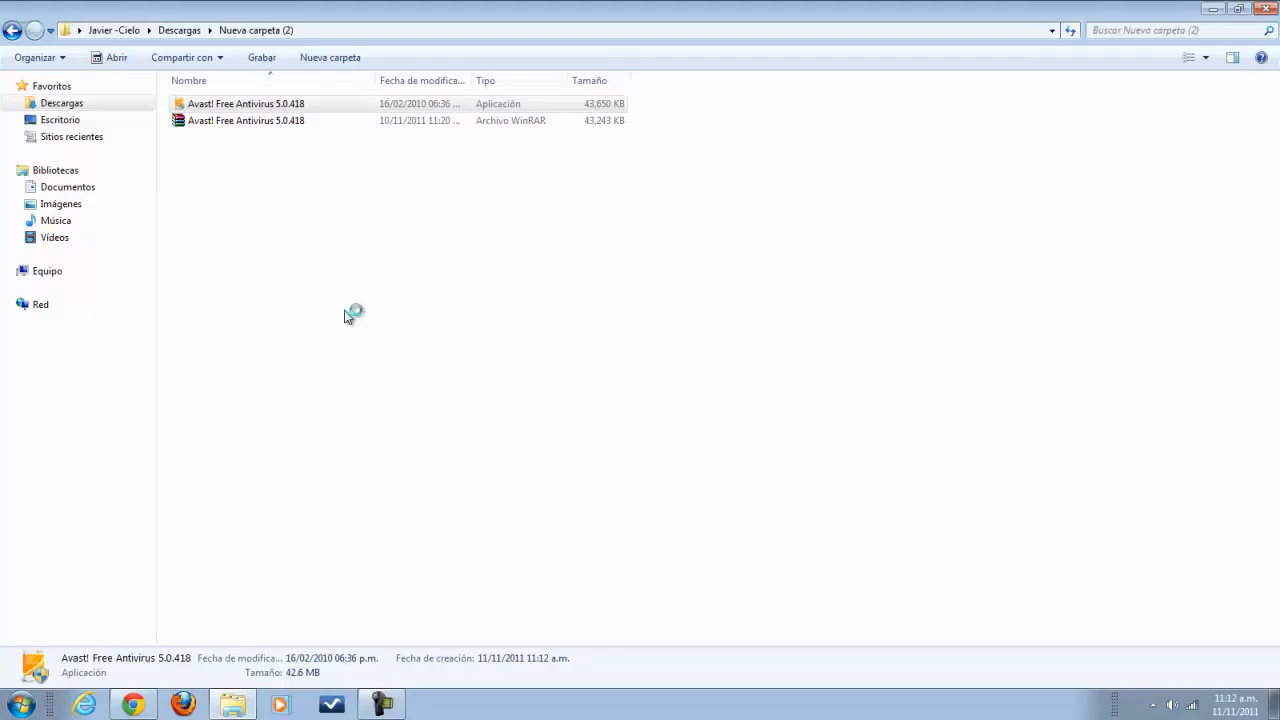 Javier -Cielo
Descargas
Nueva carpeta (2)
Buscar Nueva carpeta (2)
Organizar
Abrir
Compartir con
Grabar
Nueva carpeta
Nombre
Fecha de modifica...
Tipo
Tamaño
Favoritos
Descargas
Escritorio
Sitios recientes
Bibliotecas
Documentos
Imágenes
Música
Vídeos
Equipo
Red
Avast! Free Antivirus 5.0.418 16/02/2010 06:36 ... Aplicación 43,650 KB
Avast! Free Antivirus 5.0.418 10/11/2011 11:20 ... Archivo WinRAR 43,243 KB
Avast! Free Antivirus 5.0.418 Fecha de modifica... 16/02/2010 06:36 p.m. Fecha de creación: 11/11/2011 11:12 a.m.
Aplicación Tamaño: 42.6 MB
11:12 a.m.
11/11/2011